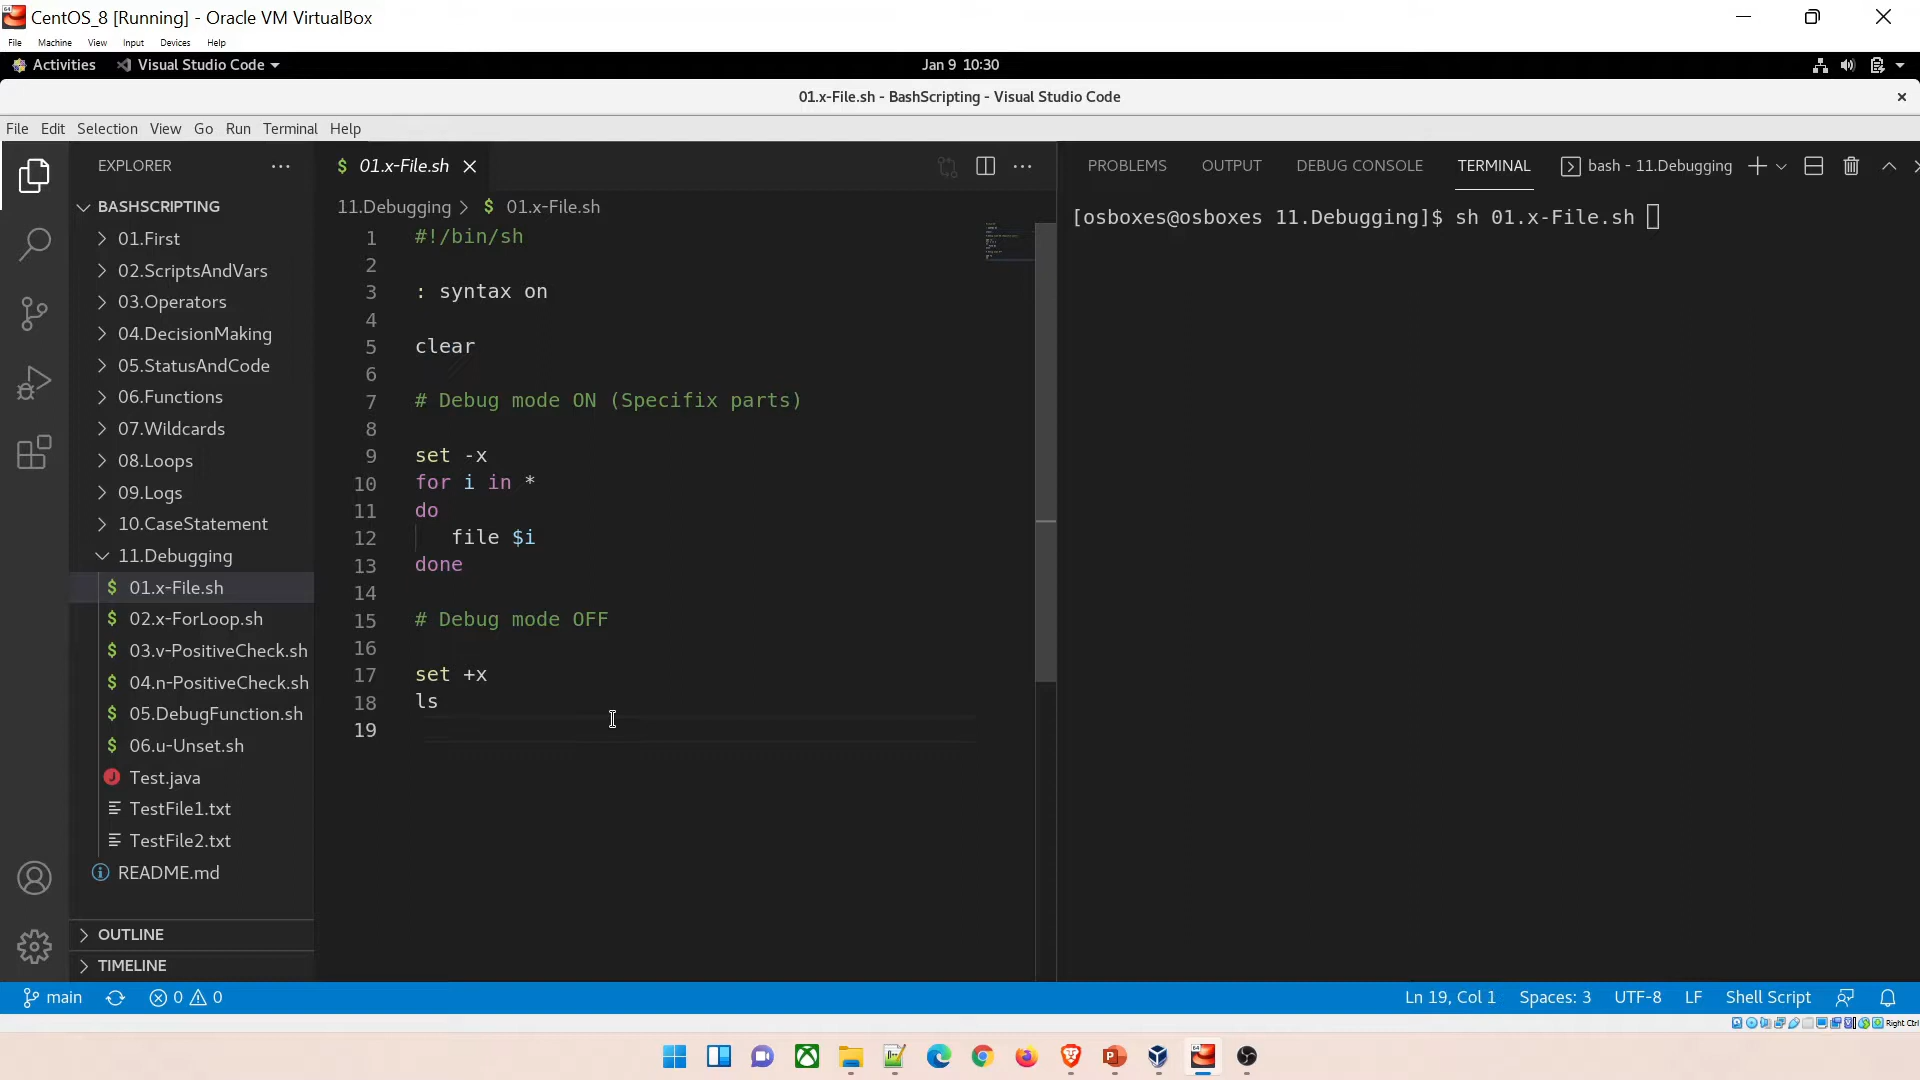 CentOS_8 [Running] - Oracle VM VirtualBox
File Machine View Input Devices Help
Activities Visual Studio Code Jan 9 10:30
01.x-File.sh - BashScripting - Visual Studio Code
File Edit Selection View Go Run Terminal Help
EXPLORER
BASHSCRIPTING
01.First
02.ScriptsAndVars
03.Operators
04.DecisionMaking
05.StatusAndCode
06.Functions
07.Wildcards
08.Loops
09.Logs
10.CaseStatement
11.Debugging
$ 01.x-File.sh
$ 02.x-ForLoop.sh
$ 03.v-PositiveCheck.sh
$ 04.n-PositiveCheck.sh
$ 05.DebugFunction.sh
$ 06.u-Unset.sh
J Test.java
TestFile1.txt
TestFile2.txt
README.md
OUTLINE
TIMELINE
$ 01.x-File.sh
11.Debugging > $ 01.x-File.sh
1 #!/bin/sh
2
3 : syntax on
4
5 clear
6
7 # Debug mode ON (Specifix parts)
8
9 set -x
10 for i in *
11 do
12 file $i
13 done
14
15 # Debug mode OFF
16
17 set +x
18 ls
19
PROBLEMS OUTPUT DEBUG CONSOLE TERMINAL bash - 11.Debugging
[osboxes@osboxes 11.Debugging]$ sh 01.x-File.sh
main 0 0 Ln 19, Col 1 Spaces: 3 UTF-8 LF Shell Script
Right Ctrl